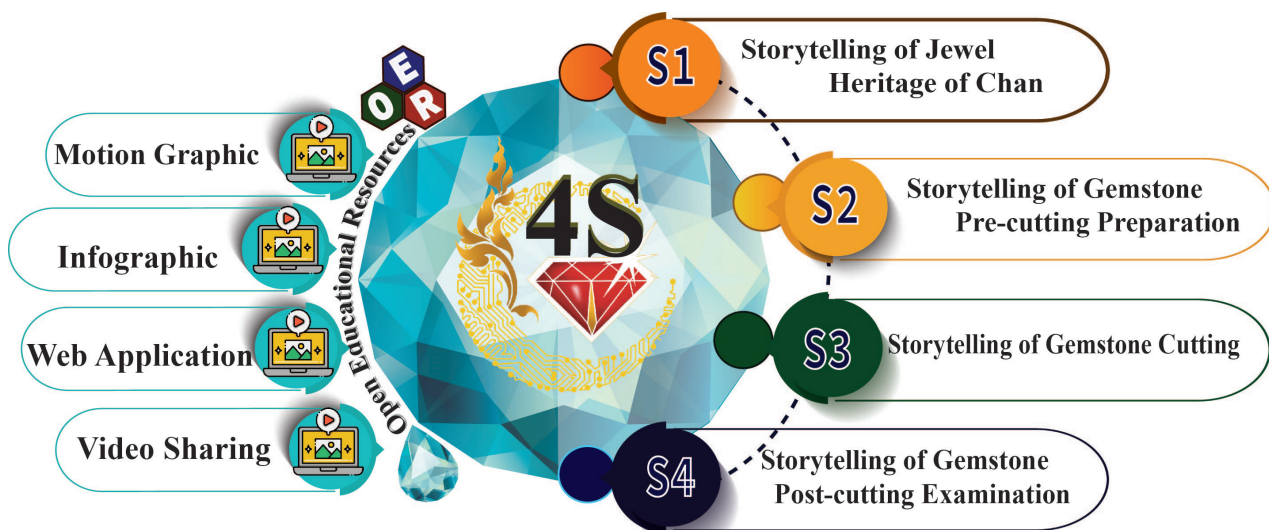 O
E
R
Open Educational Resources
Motion Graphic
Infographic
Web Application
Video Sharing
4S
S1
Storytelling of Jewel
Heritage of Chan
S2
Storytelling of Gemstone
Pre-cutting Preparation
S3
Storytelling of Gemstone Cutting
S4
Storytelling of Gemstone
Post-cutting Examination